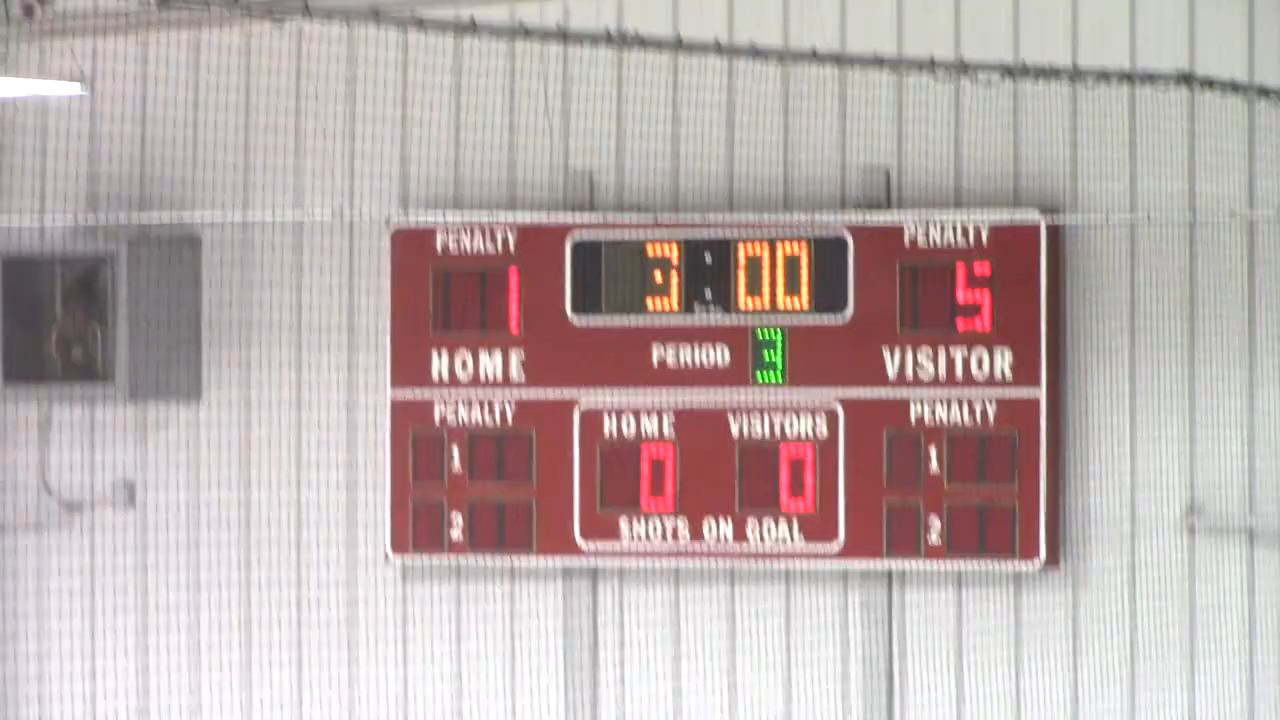 PENALTY 3:00 PENALTY
1 5
HOME PERIOD 3 VISITOR
PENALTY HOME VISITORS PENALTY
1 0 0 1
2 SHOTS ON GOAL 2